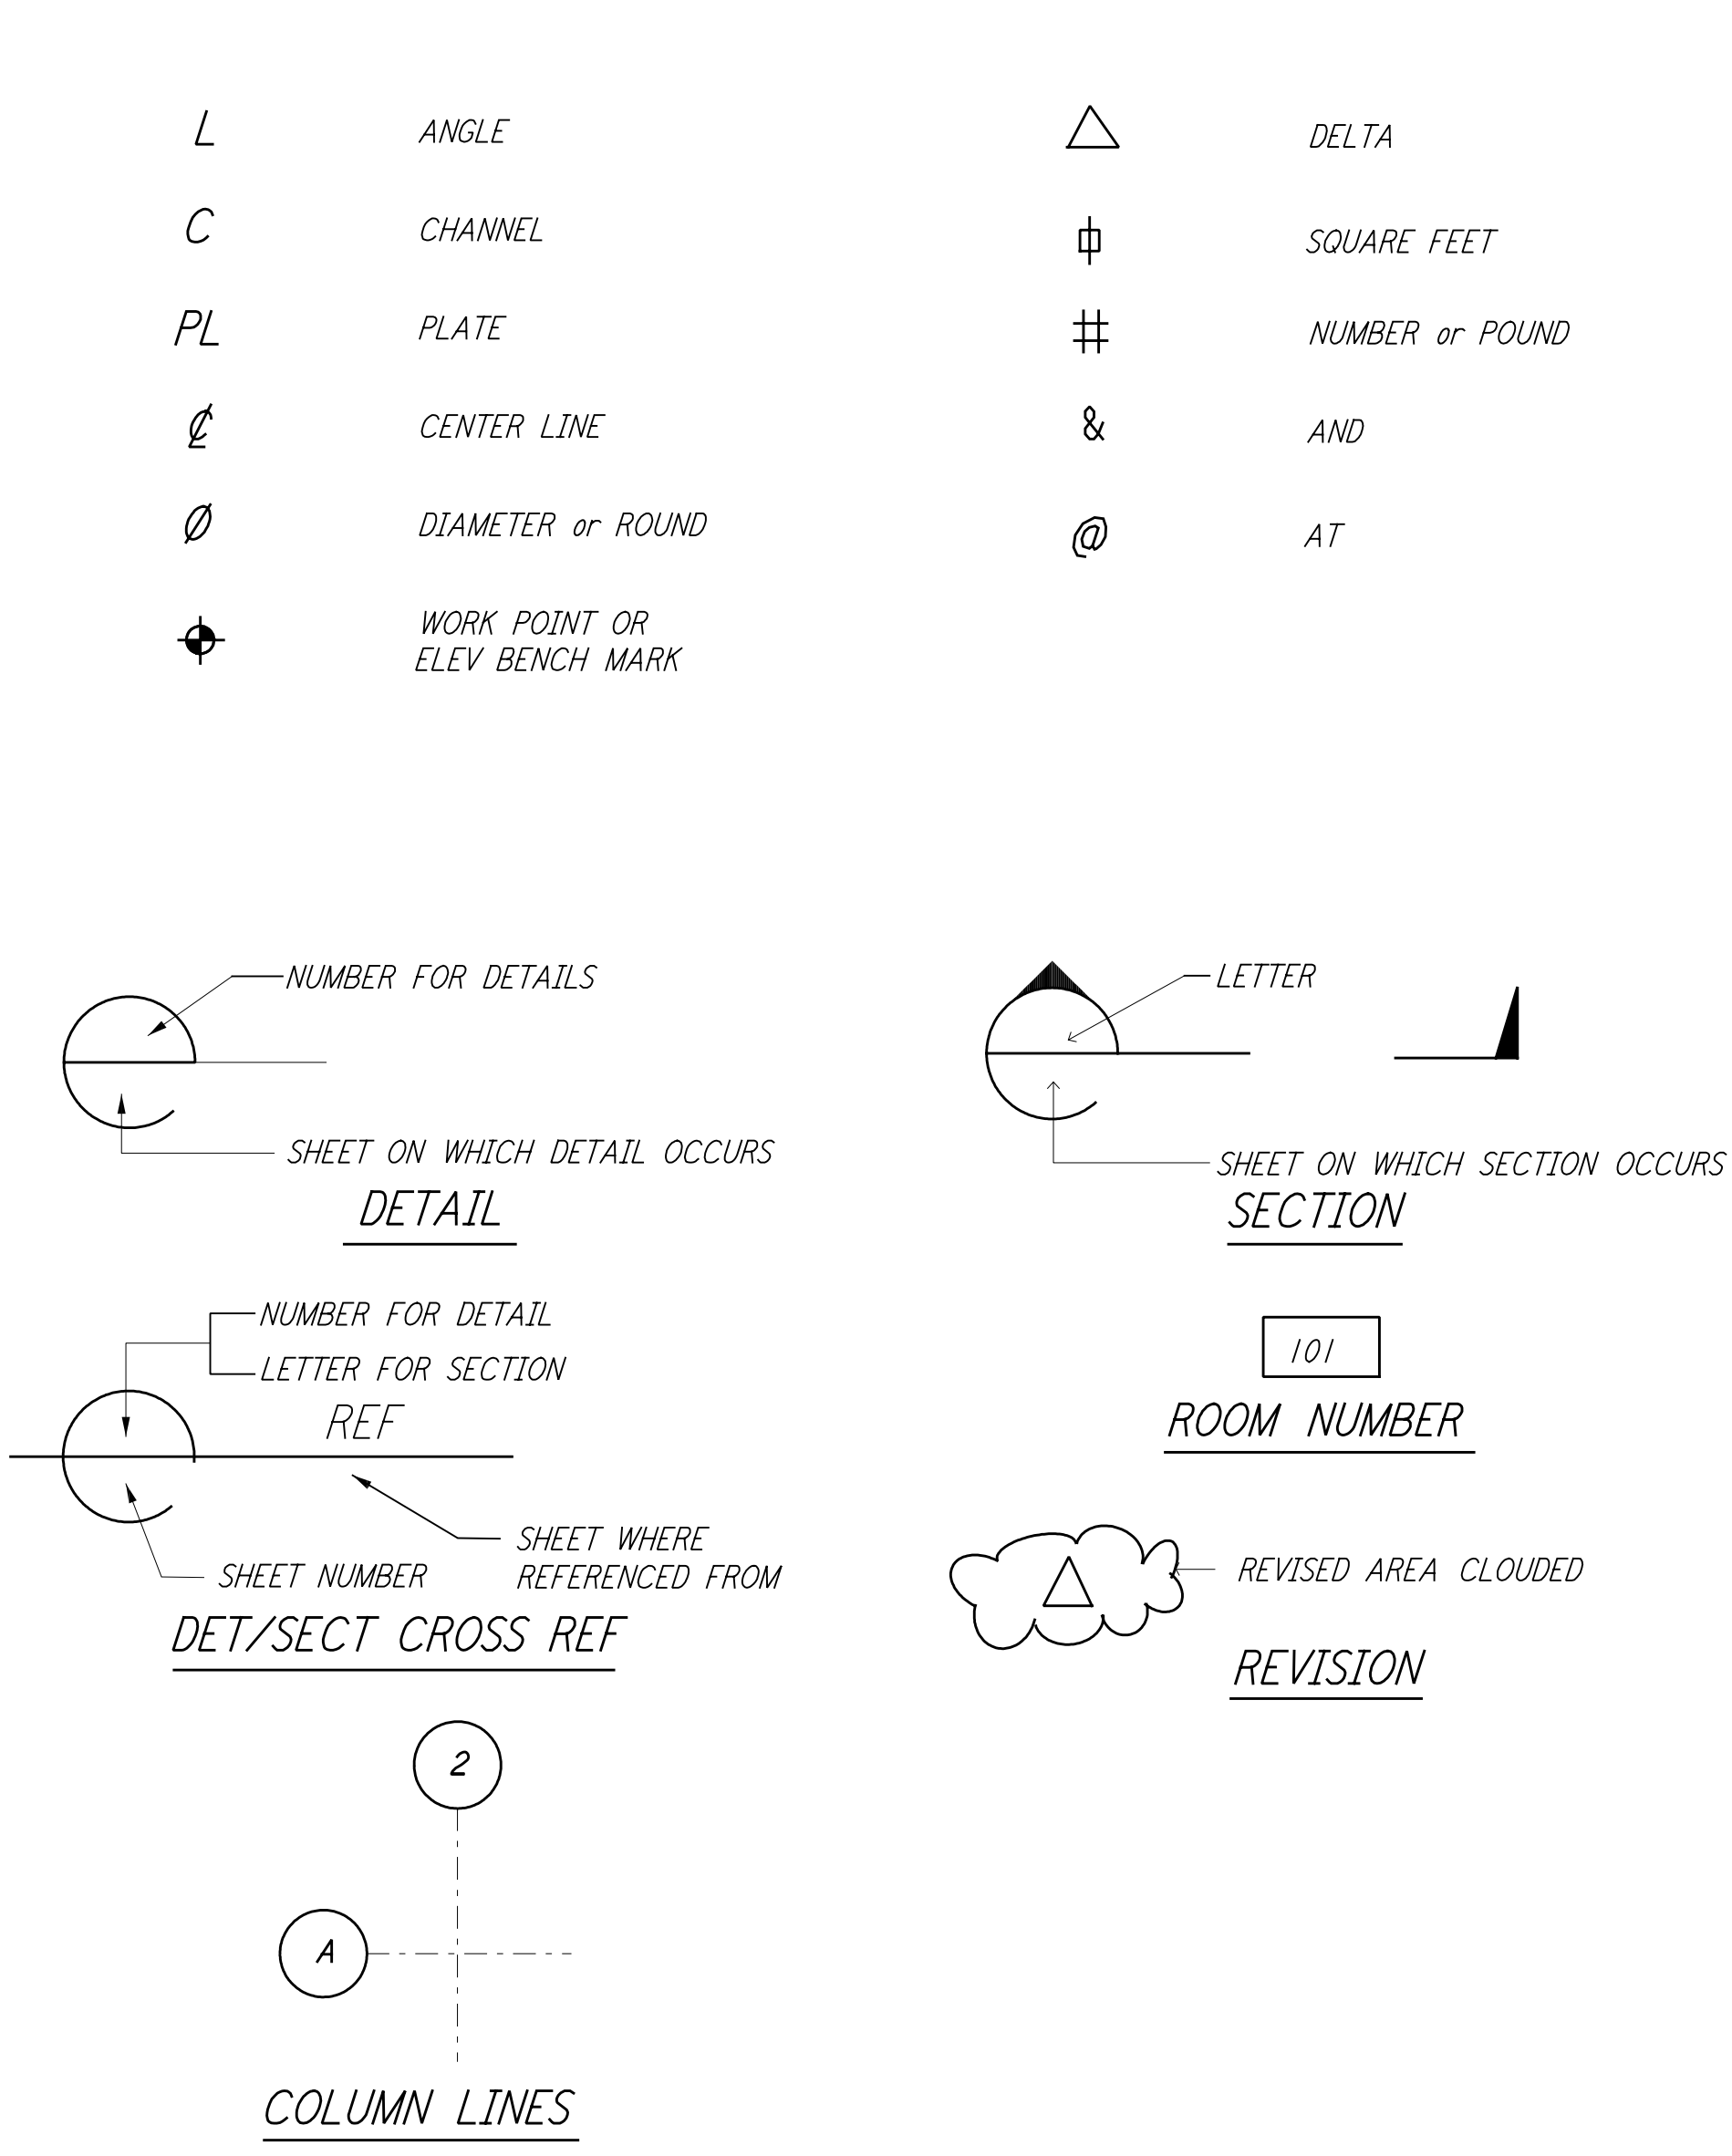 L ANGLE
C CHANNEL
PL PLATE
℄ CENTER LINE
Ø DIAMETER or ROUND
WORK POINT OR
ELEV BENCH MARK
DELTA
SQUARE FEET
# NUMBER or POUND
& AND
@ AT
NUMBER FOR DETAILS
SHEET ON WHICH DETAIL OCCURS
DETAIL
LETTER
SHEET ON WHICH SECTION OCCURS
SECTION
NUMBER FOR DETAIL
LETTER FOR SECTION
REF
SHEET WHERE
REFERENCED FROM
SHEET NUMBER
DET/SECT CROSS REF
101
ROOM NUMBER
REVISED AREA CLOUDED
REVISION
2
A
COLUMN LINES